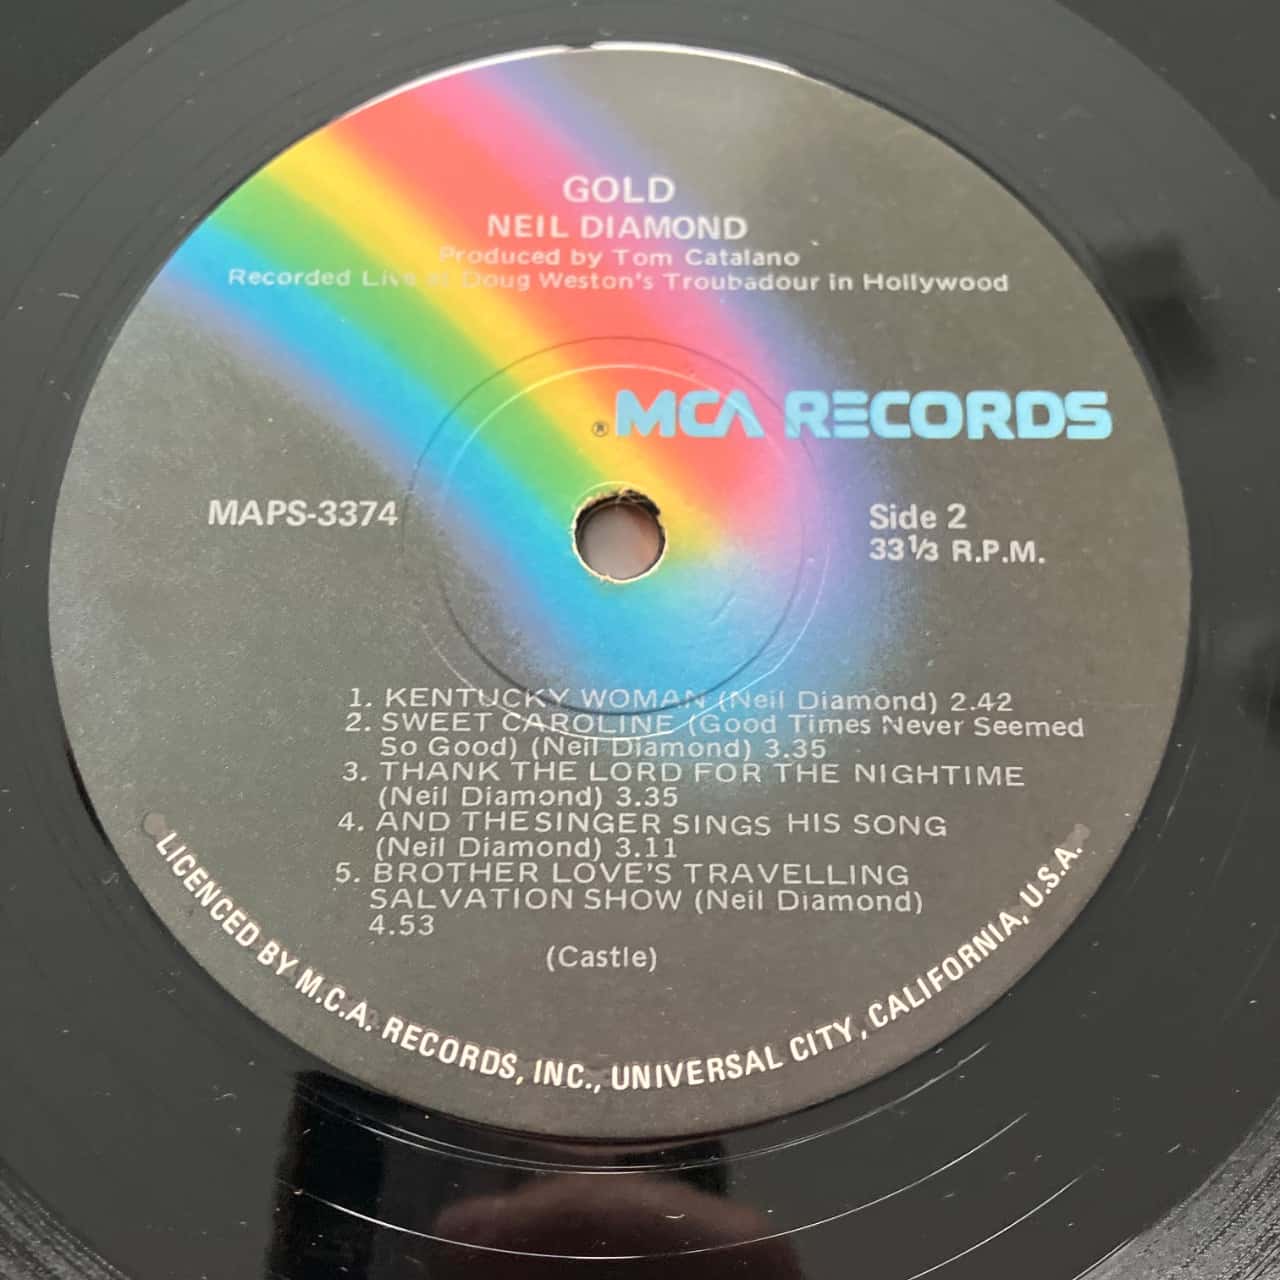 GOLD
NEIL DIAMOND
Produced by Tom Catalano
Recorded Live at Doug Weston's Troubadour in Hollywood
® MCA RECORDS
MAPS-3374
Side 2
33 1/3 R.P.M.
1. KENTUCKY WOMAN (Neil Diamond) 2.42
2. SWEET CAROLINE (Good Times Never Seemed
So Good) (Neil Diamond) 3.35
3. THANK THE LORD FOR THE NIGHTIME
(Neil Diamond) 3.35
4. AND THESINGER SINGS HIS SONG
(Neil Diamond) 3.11
5. BROTHER LOVE'S TRAVELLING
SALVATION SHOW (Neil Diamond)
4.53
(Castle)
LICENCED BY M.C.A. RECORDS, INC., UNIVERSAL CITY, CALIFORNIA, U.S.A.